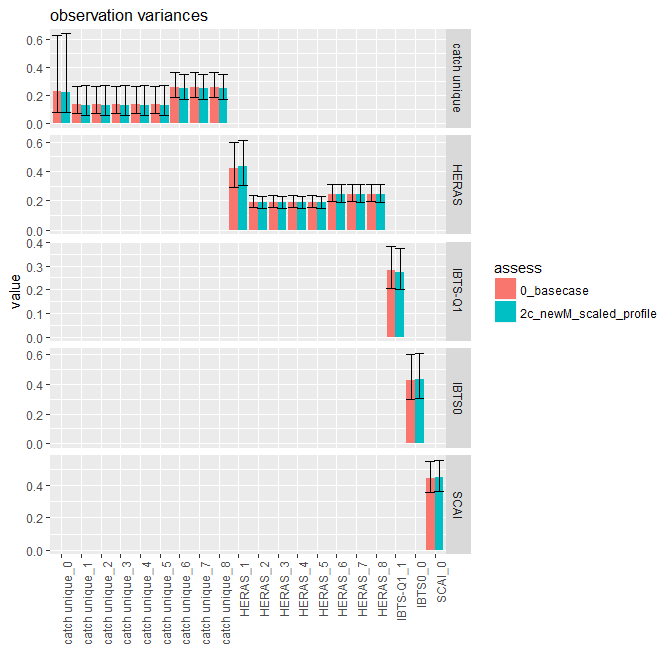 observation variances
value
0.6
0.4
0.2
0.0
catch unique
0.6
0.4
0.2
0.0
HERAS
0.4
0.3
0.2
0.1
0.0
IBTS-Q1
0.6
0.4
0.2
0.0
IBTS0
0.4
0.2
0.0
SCAI
catch unique_0
catch unique_1
catch unique_2
catch unique_3
catch unique_4
catch unique_5
catch unique_6
catch unique_7
catch unique_8
HERAS_1
HERAS_2
HERAS_3
HERAS_4
HERAS_5
HERAS_6
HERAS_7
HERAS_8
IBTS-Q1_1
IBTS0_0
SCAI_0
assess
0_basecase
2c_newM_scaled_profile